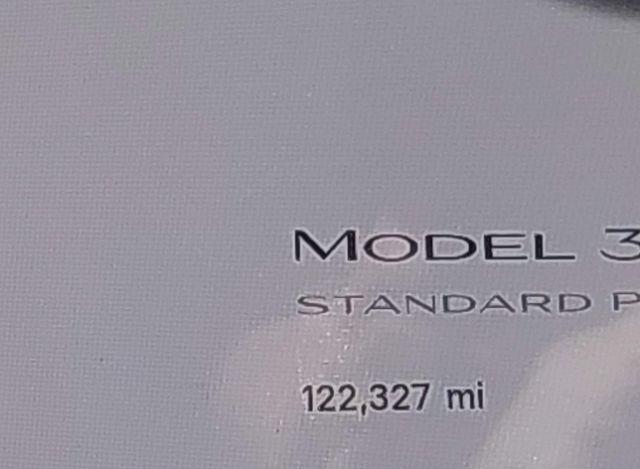 MODEL 3
STANDARD P
122,327 mi